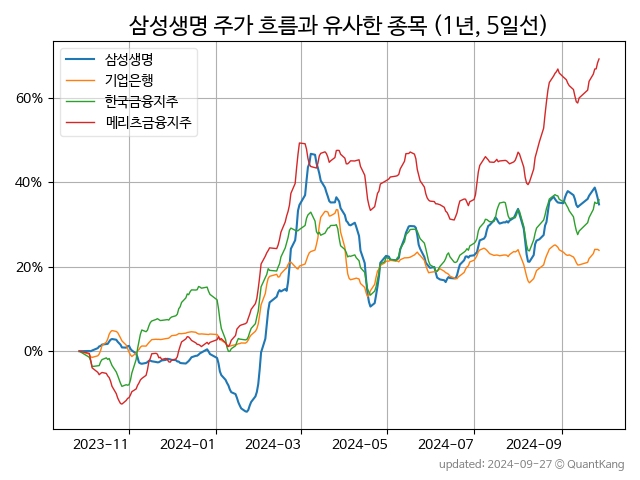 삼성생명 주가 흐름과 유사한 종목 (1년, 5일선)
삼성생명
기업은행
한국금융지주
메리츠금융지주
60%
40%
20%
0%
2023-11 2024-01 2024-03 2024-05 2024-07 2024-09
updated: 2024-09-27 © QuantKang